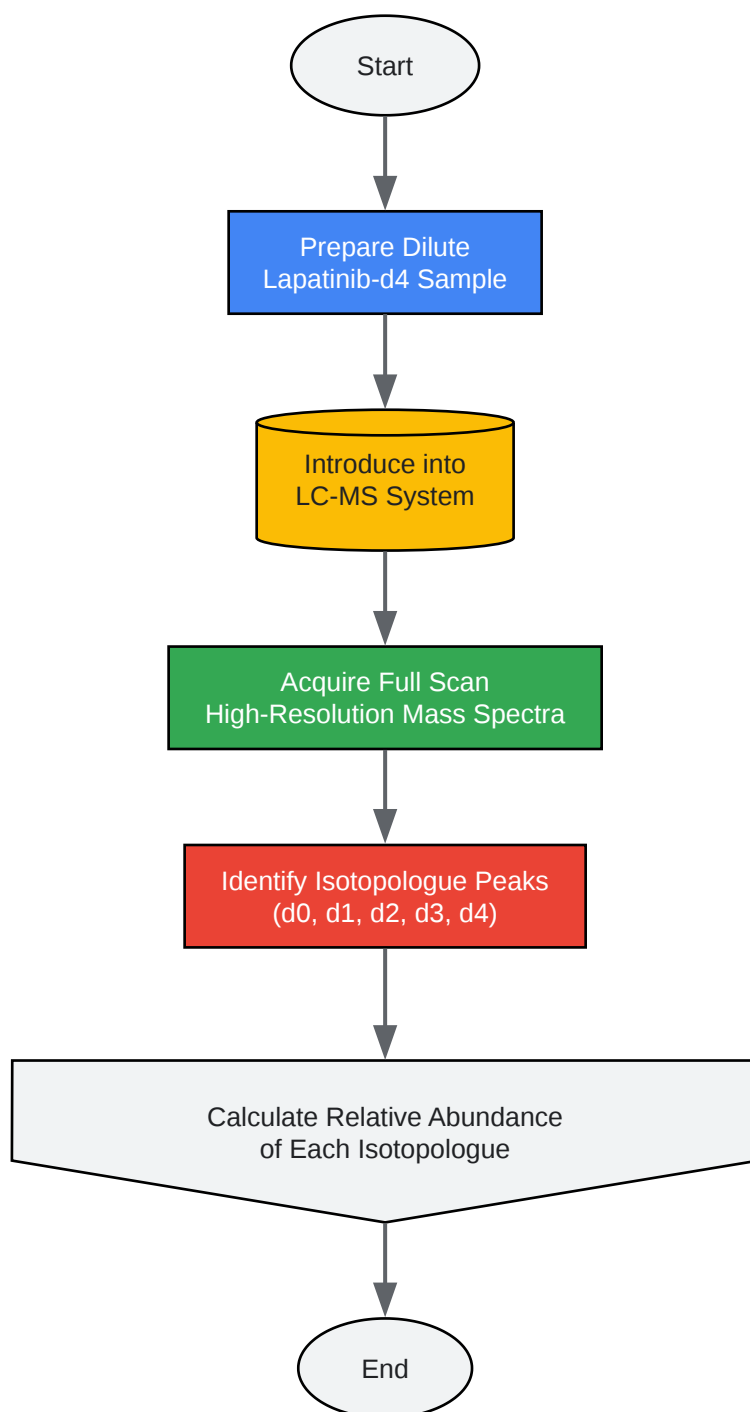 Start
Prepare Dilute
Lapatinib-d4 Sample
Introduce into
LC-MS System
Acquire Full Scan
High-Resolution Mass Spectra
Identify Isotopologue Peaks
(d0, d1, d2, d3, d4)
Calculate Relative Abundance
of Each Isotopologue
End